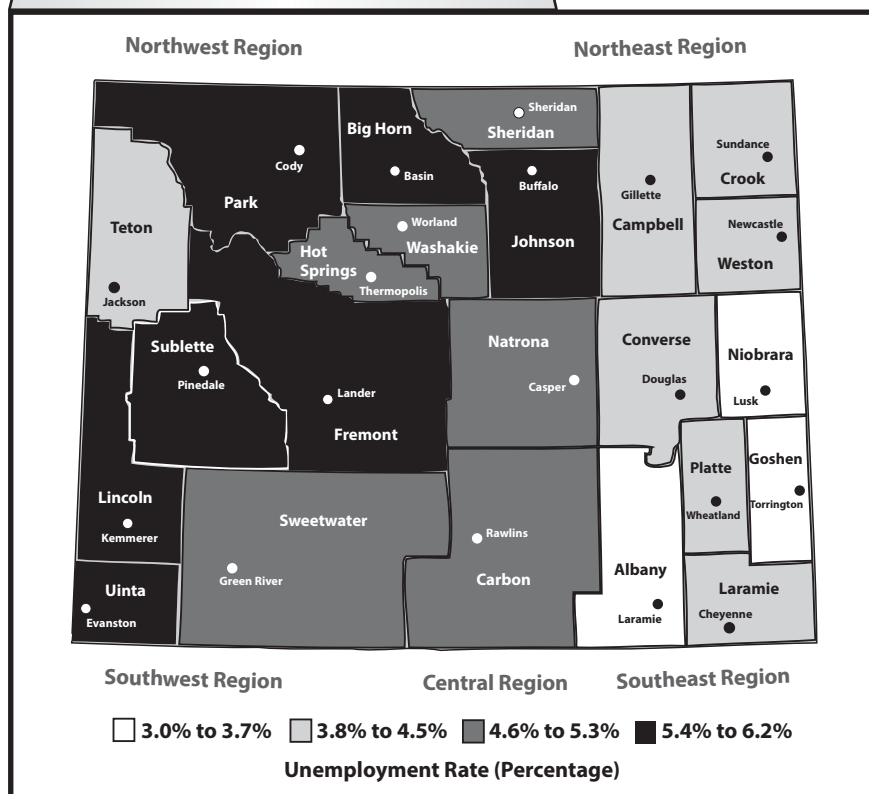 Northwest Region
Northeast Region
Sheridan
Sheridan
Big Horn
Basin
Cody
Park
Buffalo
Johnson
Gillette
Campbell
Sundance
Crook
Newcastle
Weston
Teton
Jackson
Worland
Washakie
Hot
Springs
Thermopolis
Sublette
Pinedale
Lander
Fremont
Natrona
Casper
Converse
Douglas
Niobrara
Lusk
Platte
Wheatland
Goshen
Torrington
Lincoln
Kemmerer
Sweetwater
Green River
Rawlins
Carbon
Albany
Laramie
Laramie
Cheyenne
Uinta
Evanston
Southwest Region
Central Region
Southeast Region
3.0% to 3.7% 3.8% to 4.5% 4.6% to 5.3% 5.4% to 6.2%
Unemployment Rate (Percentage)